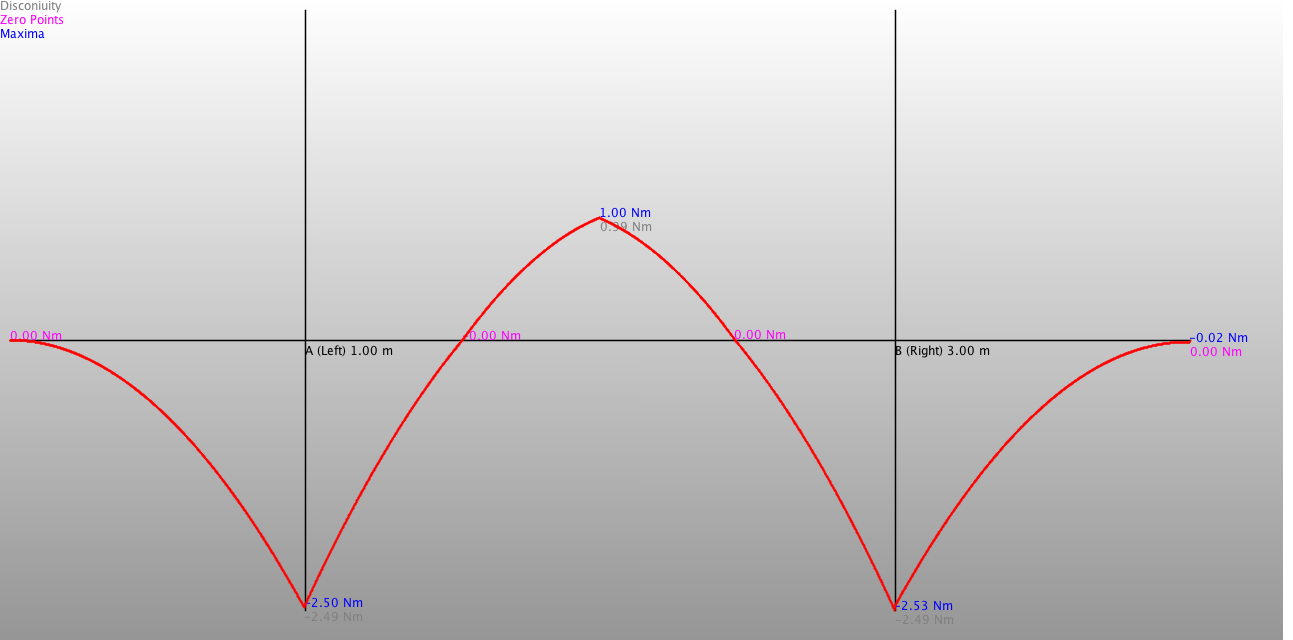 Disconiuity
Zero Points
Maxima
1.00 Nm
0.99 Nm
0.00 Nm
0.00 Nm
0.00 Nm
-0.02 Nm
0.00 Nm
A (Left) 1.00 m
B (Right) 3.00 m
-2.50 Nm
-2.49 Nm
-2.53 Nm
-2.49 Nm